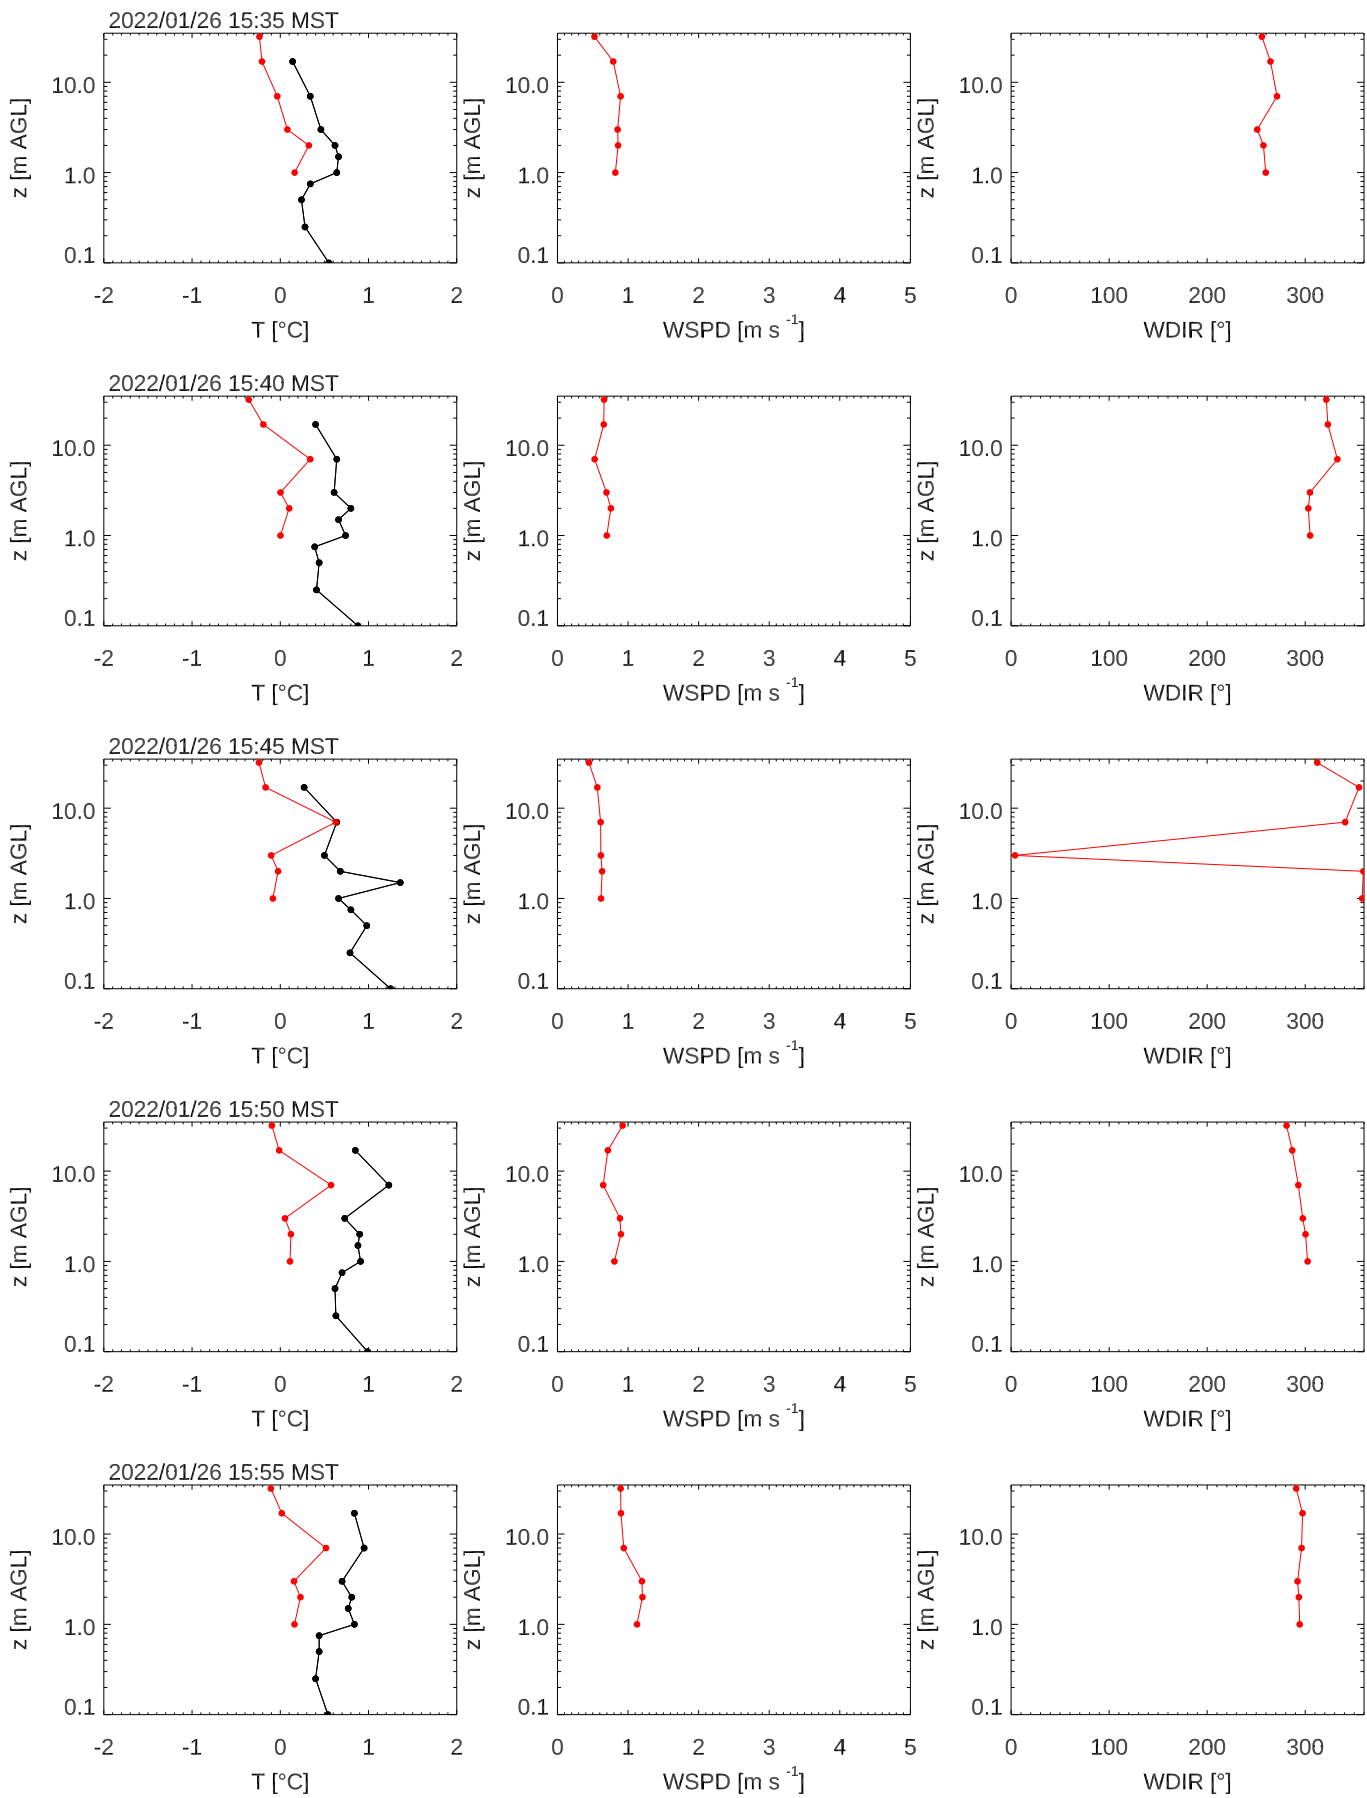 2022/01/26 15:35 MST
z [m AGL] 10.0 1.0 0.1 z [m AGL] 10.0 1.0 0.1 z [m AGL] 10.0 1.0 0.1
-2 -1 0 1 2 0 1 2 3 4 5 0 100 200 300
T [°C] WSPD [m s -1] WDIR [°]
2022/01/26 15:40 MST
z [m AGL] 10.0 1.0 0.1 z [m AGL] 10.0 1.0 0.1 z [m AGL] 10.0 1.0 0.1
-2 -1 0 1 2 0 1 2 3 4 5 0 100 200 300
T [°C] WSPD [m s -1] WDIR [°]
2022/01/26 15:45 MST
z [m AGL] 10.0 1.0 0.1 z [m AGL] 10.0 1.0 0.1 z [m AGL] 10.0 1.0 0.1
-2 -1 0 1 2 0 1 2 3 4 5 0 100 200 300
T [°C] WSPD [m s -1] WDIR [°]
2022/01/26 15:50 MST
z [m AGL] 10.0 1.0 0.1 z [m AGL] 10.0 1.0 0.1 z [m AGL] 10.0 1.0 0.1
-2 -1 0 1 2 0 1 2 3 4 5 0 100 200 300
T [°C] WSPD [m s -1] WDIR [°]
2022/01/26 15:55 MST
z [m AGL] 10.0 1.0 0.1 z [m AGL] 10.0 1.0 0.1 z [m AGL] 10.0 1.0 0.1
-2 -1 0 1 2 0 1 2 3 4 5 0 100 200 300
T [°C] WSPD [m s -1] WDIR [°]